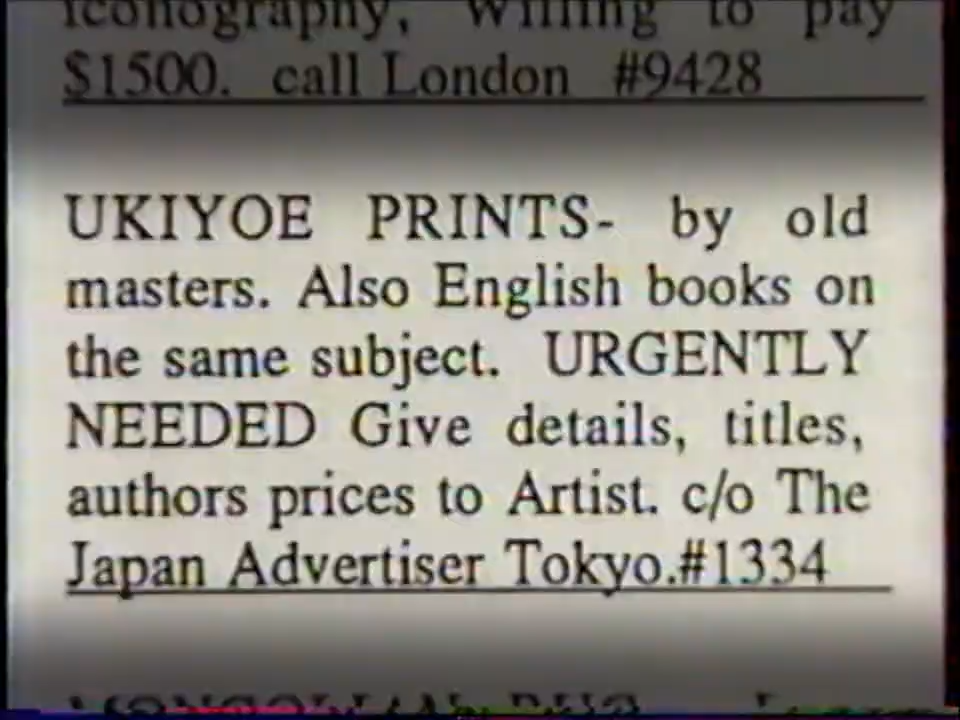 iconography, Willing to pay
$1500. call London #9428
UKIYOE PRINTS- by old
masters. Also English books on
the same subject. URGENTLY
NEEDED Give details, titles,
authors prices to Artist. c/o The
Japan Advertiser Tokyo.#1334